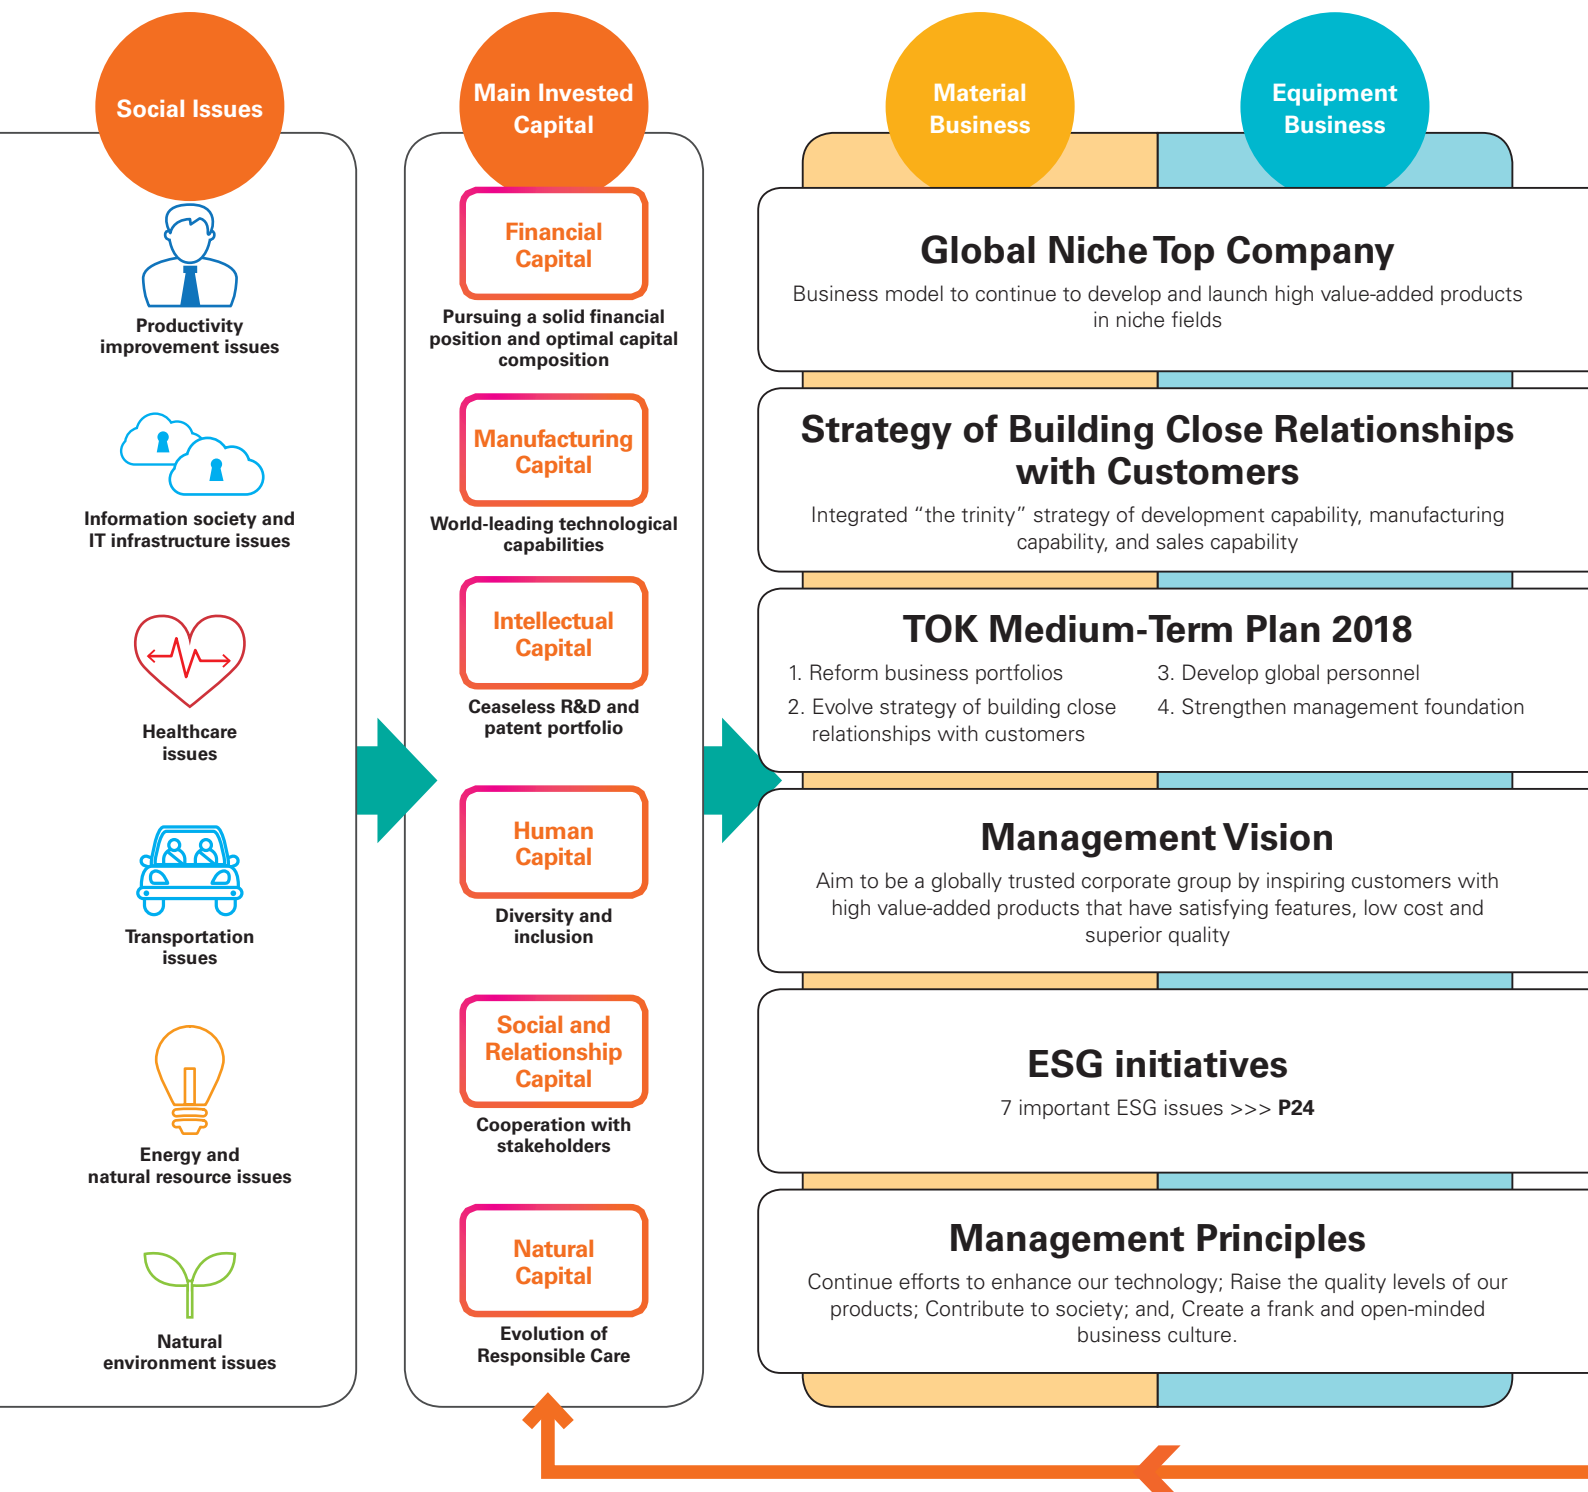 Social Issues
Productivity
improvement issues
Information society and
IT infrastructure issues
Healthcare
issues
Transportation
issues
Energy and
natural resource issues
Natural
environment issues
Main Invested
Capital
Financial
Capital
Pursuing a solid financial
position and optimal capital
composition
Manufacturing
Capital
World-leading technological
capabilities
Intellectual
Capital
Ceaseless R&D and
patent portfolio
Human
Capital
Diversity and
inclusion
Social and
Relationship
Capital
Cooperation with
stakeholders
Natural
Capital
Evolution of
Responsible Care
Material
Business
Equipment
Business
Global Niche Top Company
Business model to continue to develop and launch high value-added products
in niche fields
Strategy of Building Close Relationships
with Customers
Integrated “the trinity” strategy of development capability, manufacturing
capability, and sales capability
TOK Medium-Term Plan 2018
1. Reform business portfolios
2. Evolve strategy of building close
relationships with customers
3. Develop global personnel
4. Strengthen management foundation
Management Vision
Aim to be a globally trusted corporate group by inspiring customers with
high value-added products that have satisfying features, low cost and
superior quality
ESG initiatives
7 important ESG issues >>> P24
Management Principles
Continue efforts to enhance our technology; Raise the quality levels of our
products; Contribute to society; and, Create a frank and open-minded
business culture.